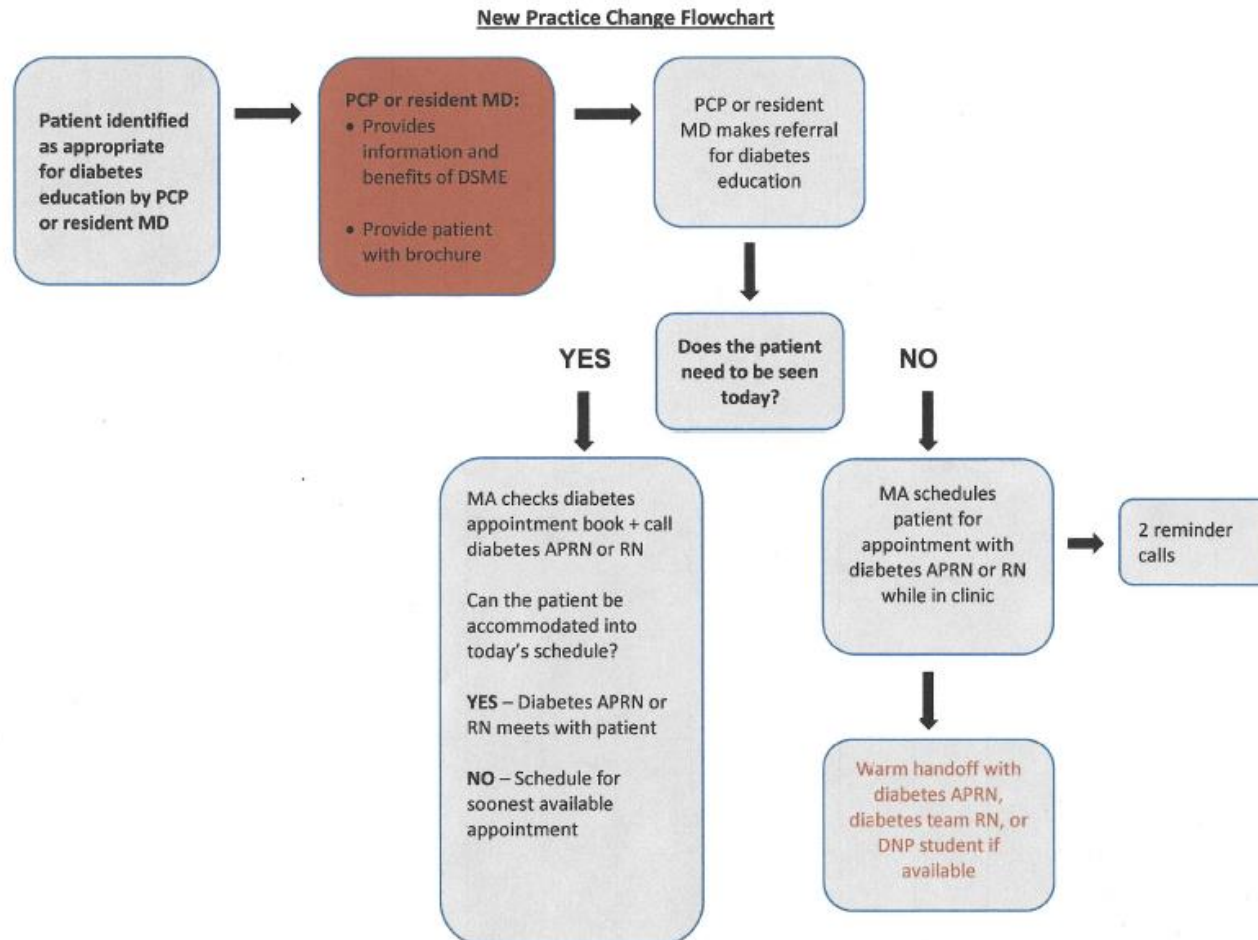 New Practice Change Flowchart
Patient identified
as appropriate
for diabetes
education by PCP
or resident MD
PCP or resident MD:
• Provides
information and
benefits of DSME
• Provide patient
with brochure
PCP or resident
MD makes referral
for diabetes
education
Does the patient
need to be seen
today?
YES
NO
MA checks diabetes
appointment book + call
diabetes APRN or RN
Can the patient be
accommodated into
today's schedule?
YES – Diabetes APRN or
RN meets with patient
NO – Schedule for
soonest available
appointment
MA schedules
patient for
appointment with
diabetes APRN or RN
while in clinic
2 reminder
calls
Warm handoff with
diabetes APRN,
diabetes team RN, or
DNP student if
available